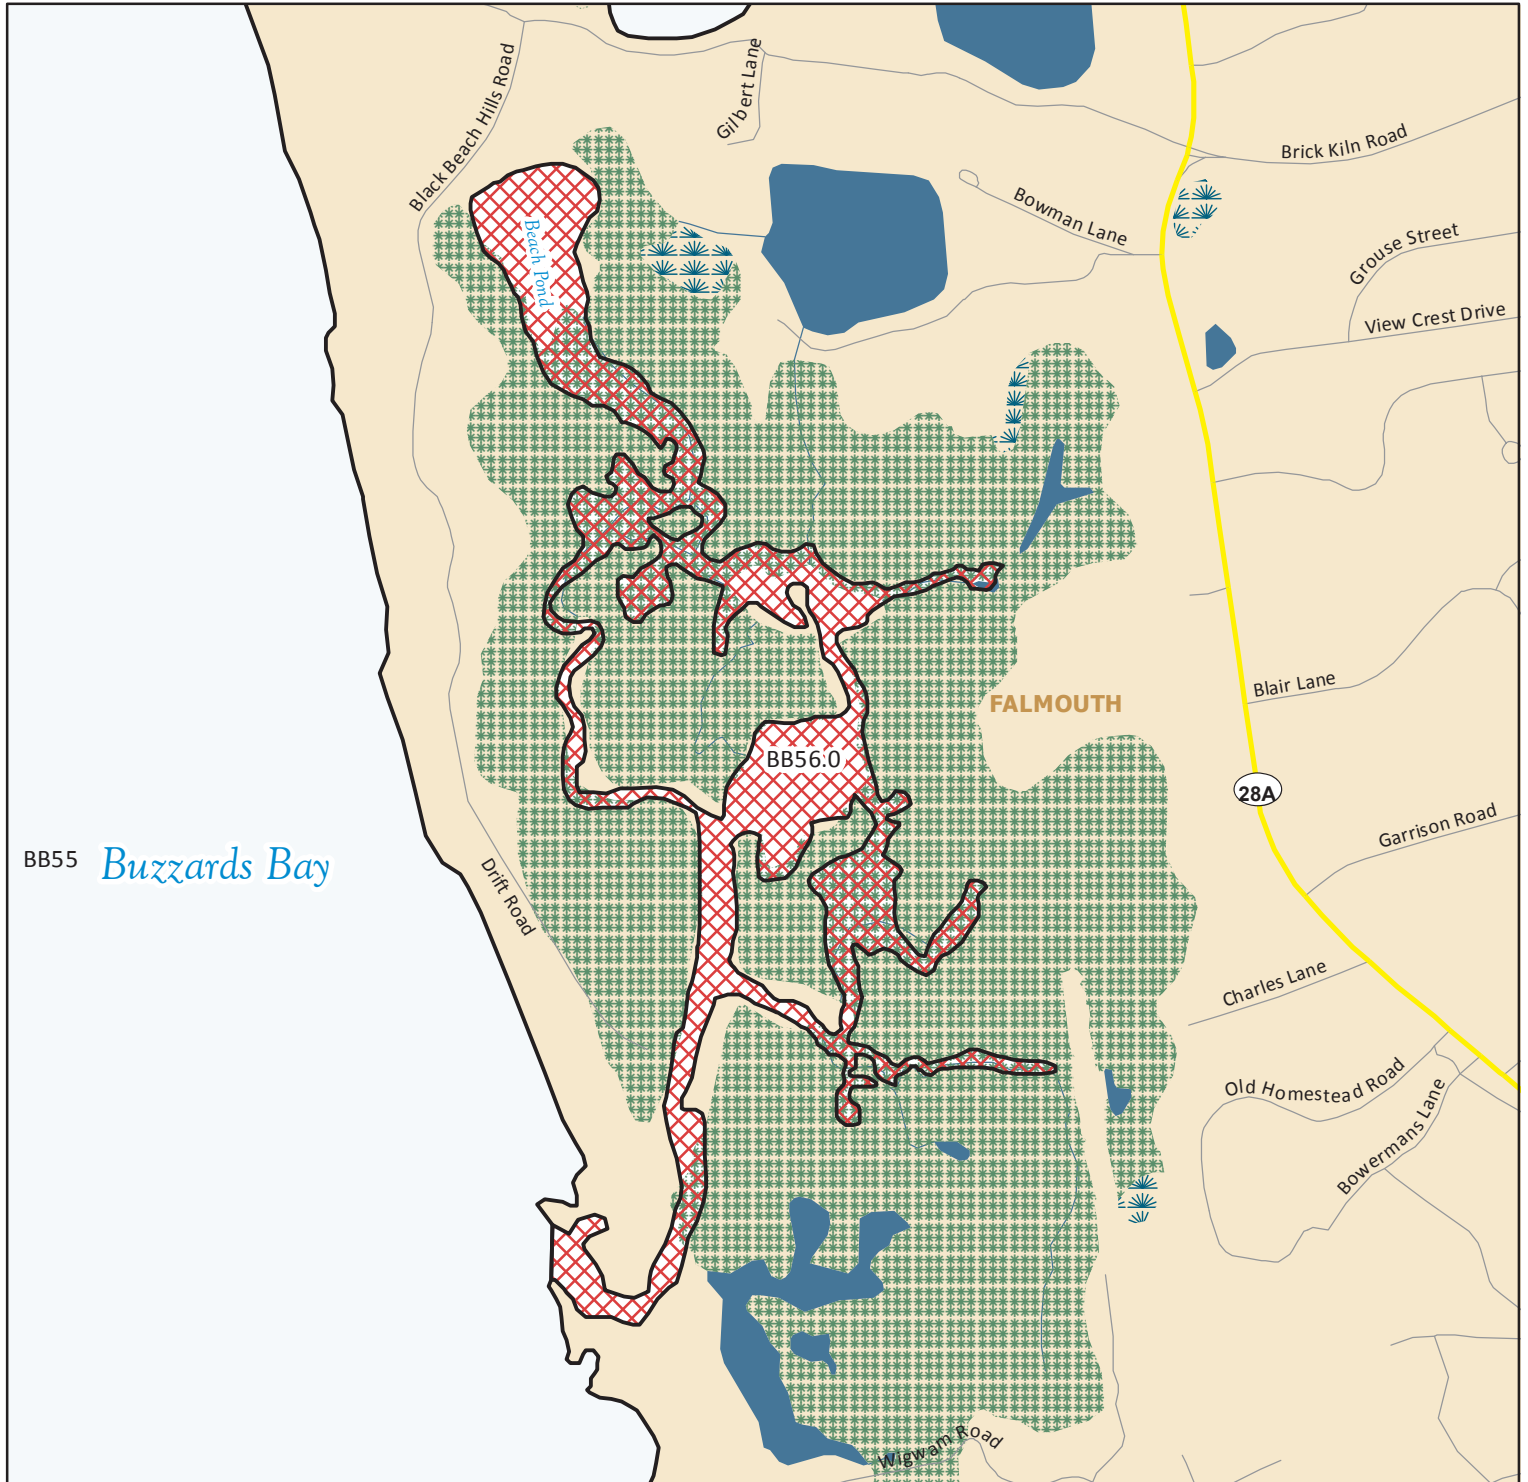 Black Beach Hills Road
Gilbert Lane
Brick Kiln Road
Bowman Lane
Grouse Street
View Crest Drive
Beach Pond
FALMOUTH
Blair Lane
BB56.0
28A
Garrison Road
BB55
Buzzards Bay
Drift Road
Charles Lane
Old Homestead Road
Bowermans Lane
Wigwam Road